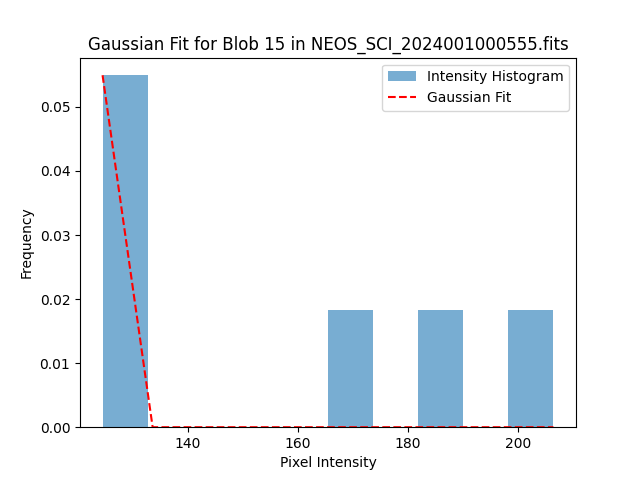 Gaussian Fit for Blob 15 in NEOS_SCI_2024001000555.fits
Intensity Histogram
Gaussian Fit
Frequency
0.05
0.04
0.03
0.02
0.01
0.00
140 160 180 200
Pixel Intensity